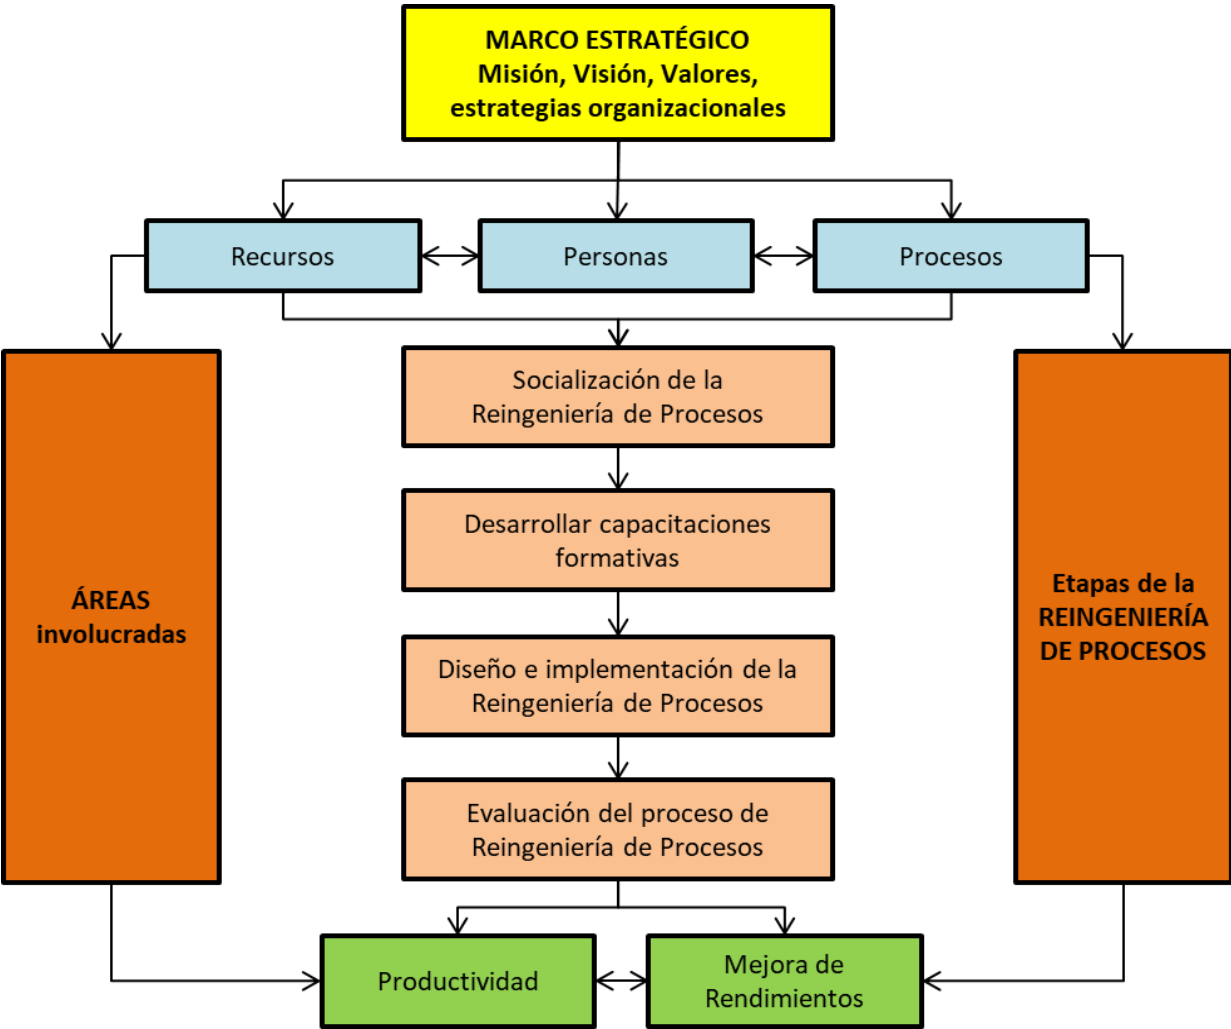 MARCO ESTRATÉGICO
Misión, Visión, Valores,
estrategias organizacionales
Recursos
Personas
Procesos
Socialización de la
Reingeniería de Procesos
Desarrollar capacitaciones
formativas
ÁREAS
involucradas
Etapas de la
REINGENIERÍA
DE PROCESOS
Diseño e implementación de la
Reingeniería de Procesos
Evaluación del proceso de
Reingeniería de Procesos
Productividad
Mejora de
Rendimientos